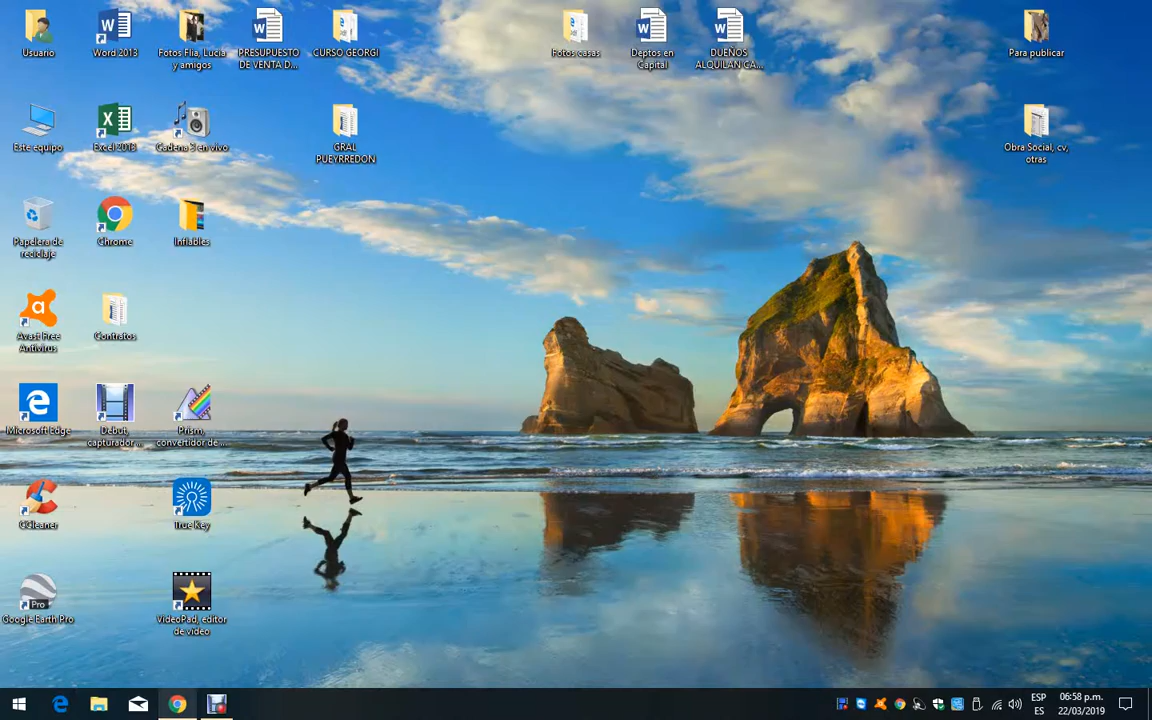 Usuario
Word 2013
Fotos Flia, Lucia
y amigos
PRESUPUESTO
DE VENTA D...
CURSO GEORGI
Fotos casas
Deptos en
Capital
DUEÑOS
ALQUILAN CA...
Para publicar
Este equipo
Excel 2013
Cadena 3 en vivo
GRAL
PUEYRREDON
Obra Social, cv,
otras
Papelera de
reciclaje
Chrome
Inflables
Avast Free
Antivirus
Contratos
Microsoft Edge
Debut,
capturador...
Prism,
convertidor de...
CCleaner
True Key
Pro
Google Earth Pro
VideoPad, editor
de video
ESP
ES
06:58 p.m.
22/03/2019